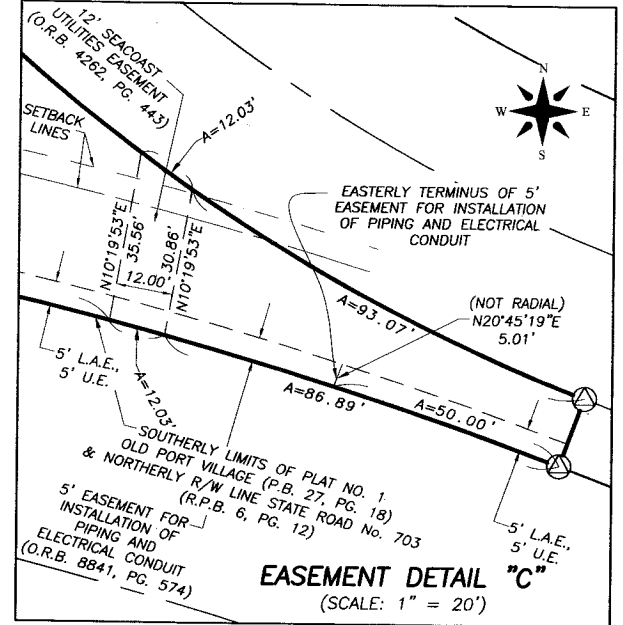 12' SEACOAST
UTILITIES EASEMENT
(O.R.B. 4262, PG. 443)
A=12.03'
SETBACK
LINES
N
W
E
S
EASTERLY TERMINUS OF 5'
EASEMENT FOR INSTALLATION
OF PIPING AND ELECTRICAL
CONDUIT
N10°19'53"E
35.56'
12.00'
30.86'
N10°19'53"E
A=93.07'
(NOT RADIAL)
N20°45'19"E
5.01'
5' L.A.E.,
5' U.E.
A=12.03'
A=86.89'
A=50.00'
SOUTHERLY LIMITS OF PLAT NO. 1
OLD PORT VILLAGE (P.B. 27, PG. 18)
& NORTHERLY R/W LINE STATE ROAD No. 703
(R.P.B. 6, PG. 12)
5' EASEMENT FOR
INSTALLATION OF
PIPING AND
ELECTRICAL CONDUIT
(O.R.B. 8841, PG. 574)
5' L.A.E.,
5' U.E.
EASEMENT DETAIL "C"
(SCALE: 1" = 20')